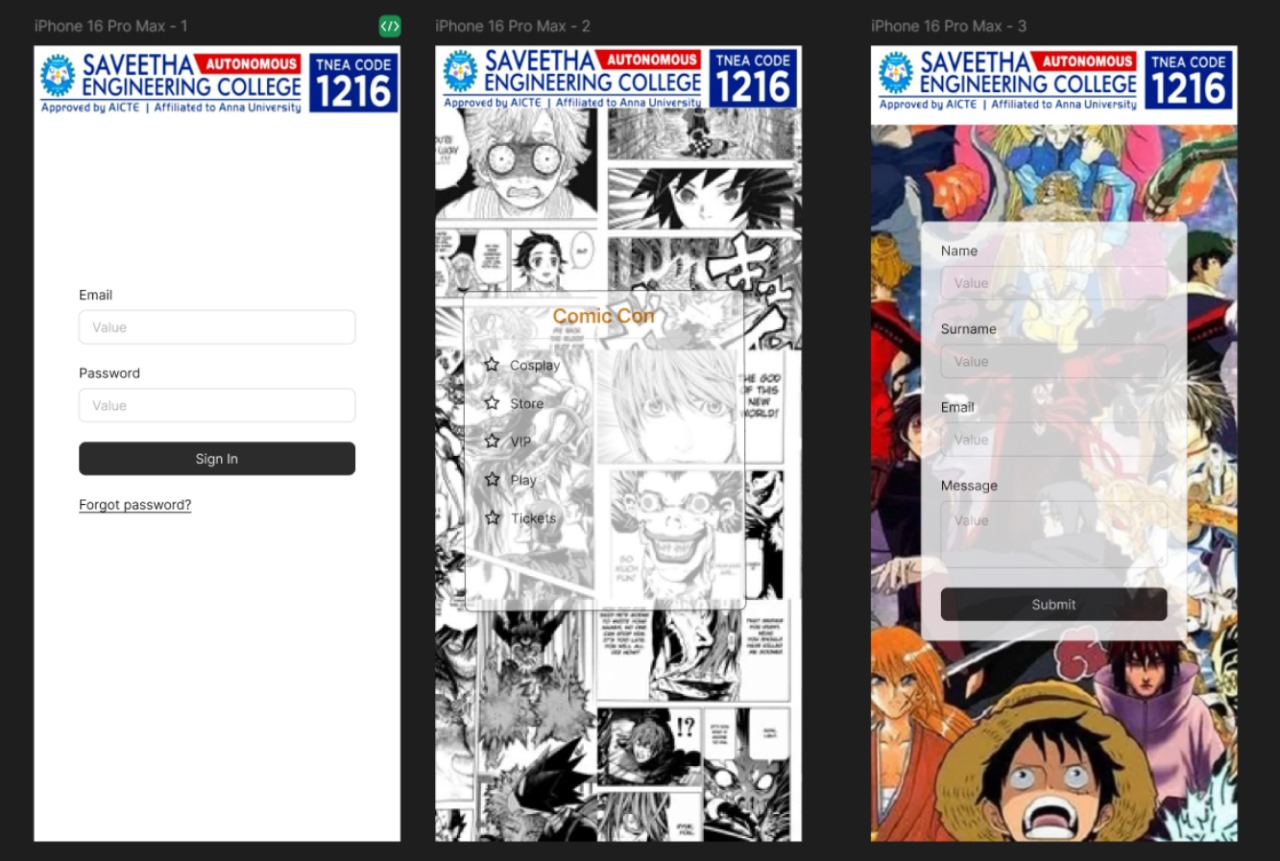 iPhone 16 Pro Max - 1
SAVEETHA AUTONOMOUS
ENGINEERING COLLEGE
Approved by AICTE | Affiliated to Anna University
TNEA CODE
1216
Email
Value
Password
Value
Sign In
Forgot password?
iPhone 16 Pro Max - 2
SAVEETHA AUTONOMOUS
ENGINEERING COLLEGE
Approved by AICTE | Affiliated to Anna University
TNEA CODE
1216
Comic Con
Cosplay
Store
VIP
Play
Tickets
THE GOD
OF THIS
NEW
WORLD!
SO
MUCH
FUN!
!?
iPhone 16 Pro Max - 3
SAVEETHA AUTONOMOUS
ENGINEERING COLLEGE
Approved by AICTE | Affiliated to Anna University
TNEA CODE
1216
Name
Value
Surname
Value
Email
Value
Message
Value
Submit